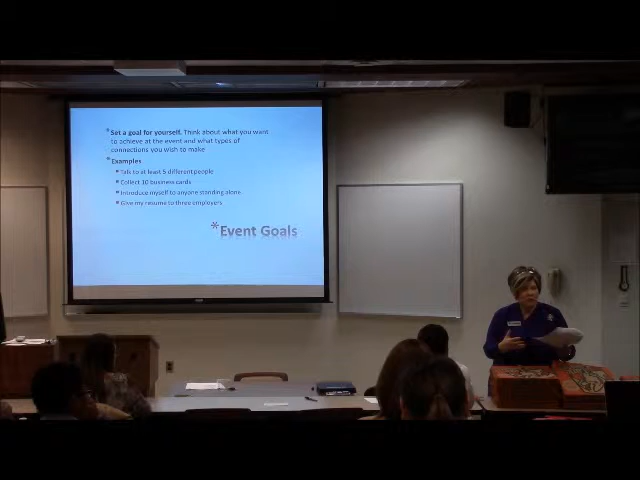 * Set a goal for yourself. Think about what you want
to achieve at the event and what types of
connections you wish to make
* Examples
▪ Talk to at least 5 different people
▪ Collect 10 business cards
▪ Introduce myself to anyone standing alone
▪ Give my resume to three employers
*Event Goals